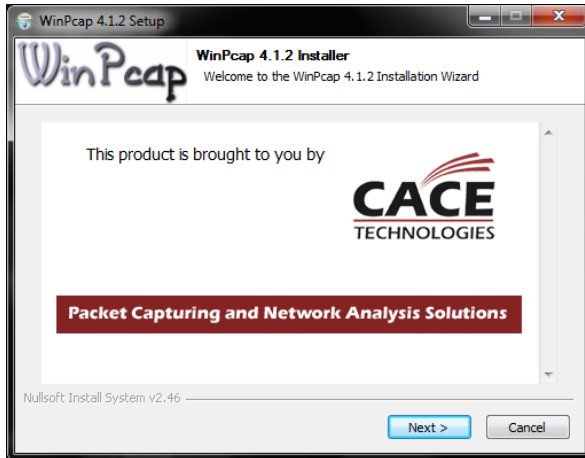 WinPcap 4.1.2 Setup
WinPcap
WinPcap 4.1.2 Installer
Welcome to the WinPcap 4.1.2 Installation Wizard
This product is brought to you by
CACE
TECHNOLOGIES
Packet Capturing and Network Analysis Solutions
Nullsoft Install System v2.46
Next >
Cancel